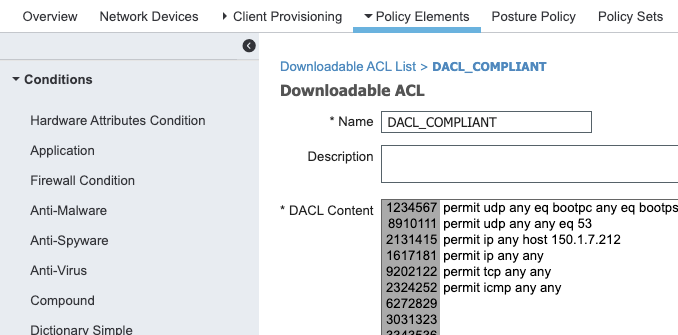 Overview Network Devices Client Provisioning Policy Elements Posture Policy Policy Sets
Conditions
Hardware Attributes Condition
Application
Firewall Condition
Anti-Malware
Anti-Spyware
Anti-Virus
Compound
Dictionary Simple
Downloadable ACL List > DACL_COMPLIANT
Downloadable ACL
* Name DACL_COMPLIANT
Description
* DACL Content
1234567 permit udp any eq bootpc any eq bootps
8910111 permit udp any any eq 53
2131415 permit ip any host 150.1.7.212
1617181 permit ip any any
9202122 permit tcp any any
2324252 permit icmp any any
6272829
3031323